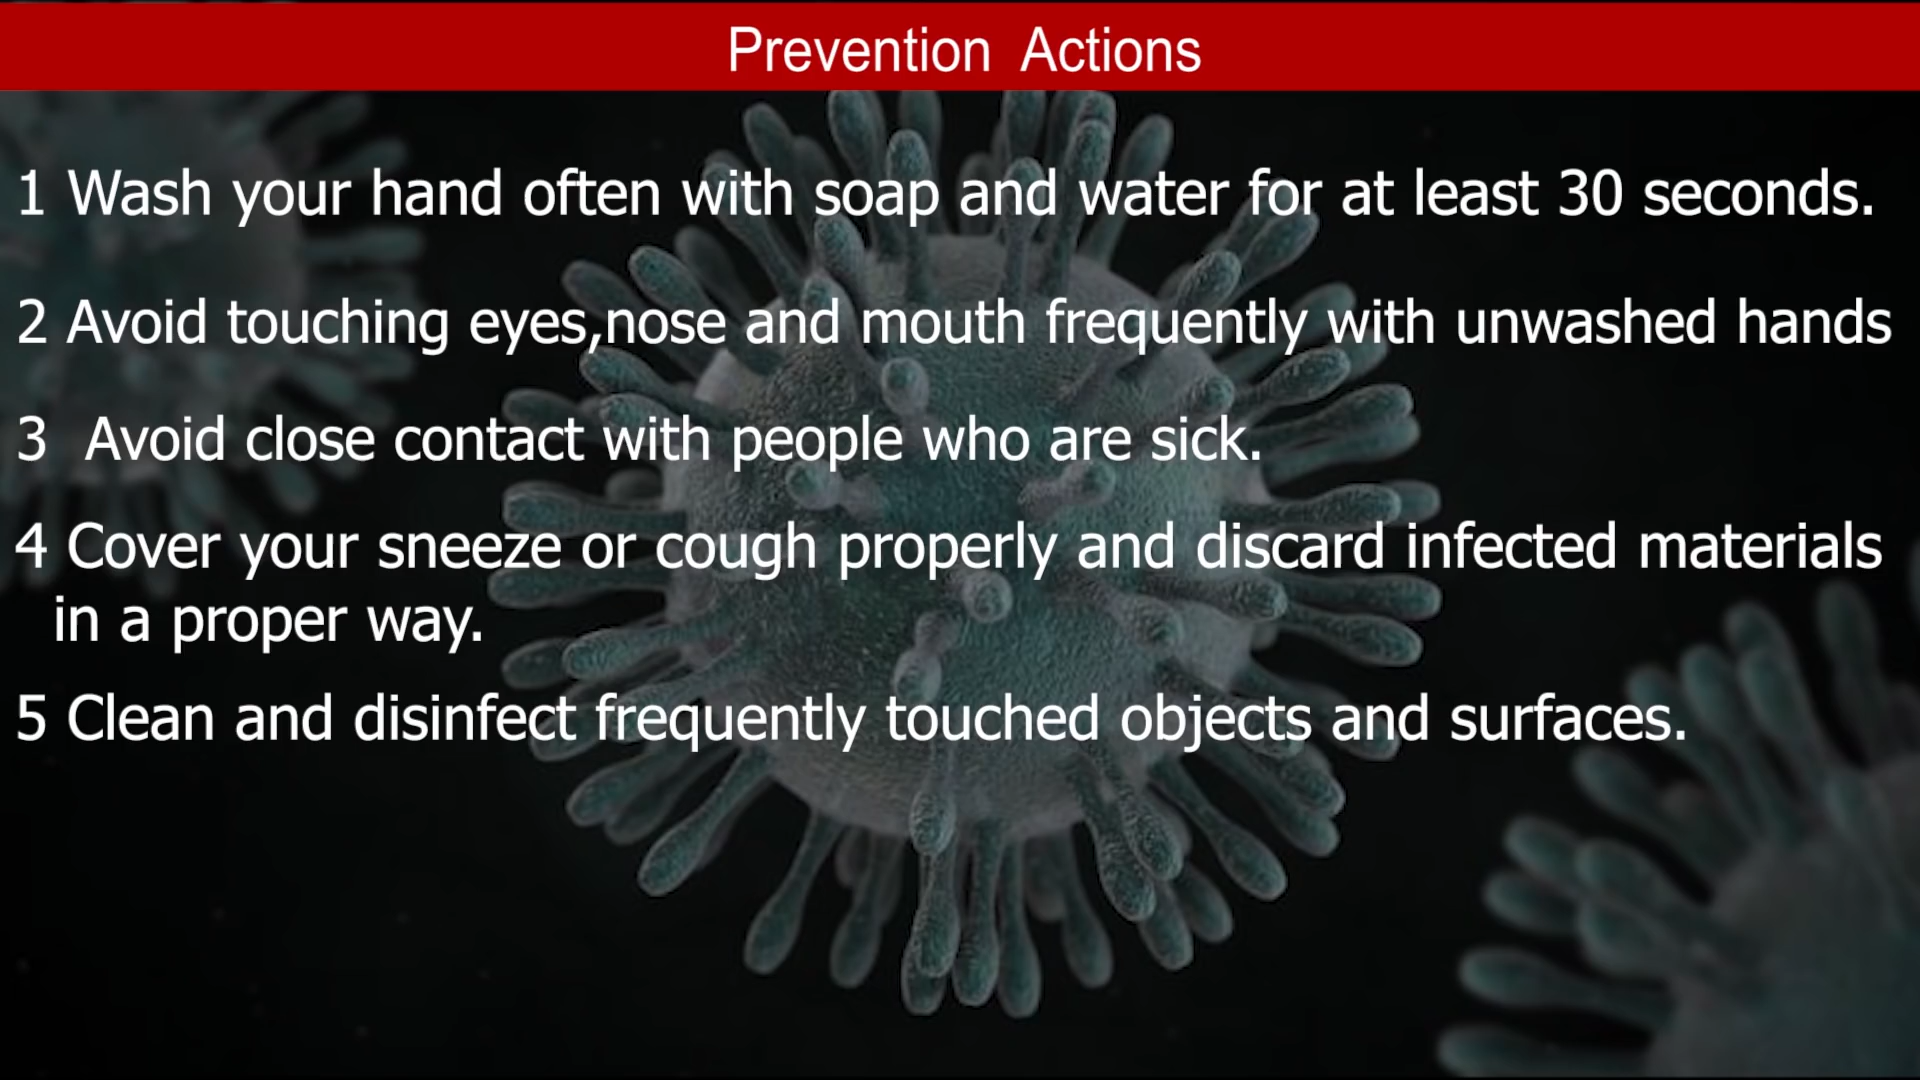 Prevention Actions
1 Wash your hand often with soap and water for at least 30 seconds.
2 Avoid touching eyes,nose and mouth frequently with unwashed hands
3 Avoid close contact with people who are sick.
4 Cover your sneeze or cough properly and discard infected materials
in a proper way.
5 Clean and disinfect frequently touched objects and surfaces.